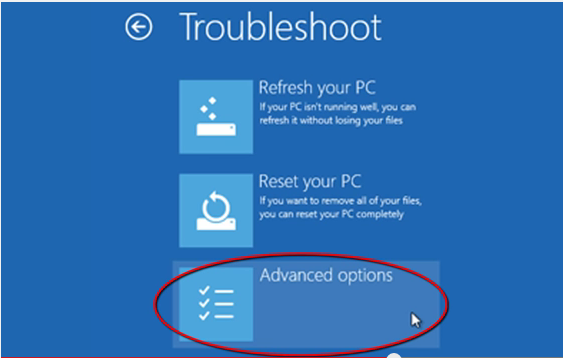 Troubleshoot
Refresh your PC
If your PC isn't running well, you can
refresh it without losing your files
Reset your PC
If you want to remove all of your files,
you can reset your PC completely
Advanced options